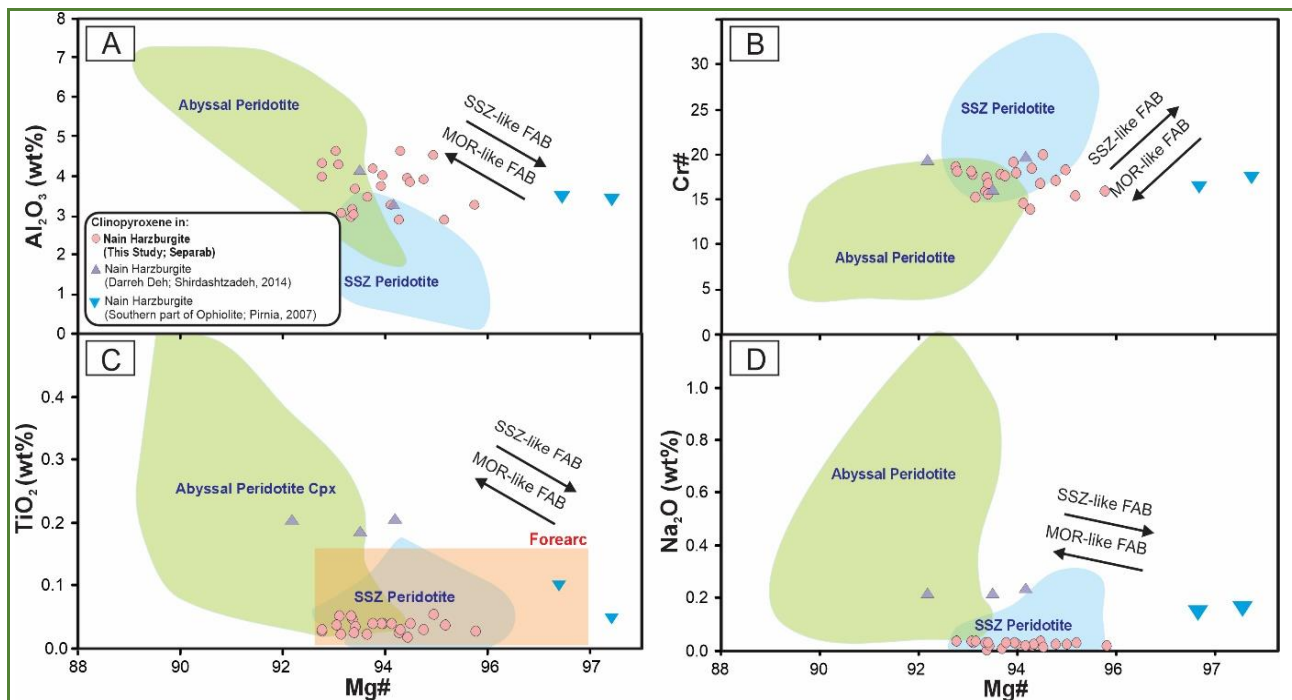 A
8
7
6
5
4
3
2
1
0
Al₂O₃ (wt%)
Abyssal Peridotite
SSZ Peridotite
SSZ-like FAB
MOR-like FAB
Clinopyroxene in:
Nain Harzburgite
(This Study; Separab)
Nain Harzburgite
(Darreh Deh; Shirdashtzadeh, 2014)
Nain Harzburgite
(Southern part of Ophiolite; Pirnia, 2007)
B
30
25
20
15
10
5
0
Cr#
SSZ Peridotite
Abyssal Peridotite
SSZ-like FAB
MOR-like FAB
C
0.4
0.3
0.2
0.1
0.0
TiO₂ (wt%)
Abyssal Peridotite Cpx
SSZ-like FAB
MOR-like FAB
Forearc
SSZ Peridotite
88
90
92
94
96
97
Mg#
D
1.0
0.8
0.6
0.4
0.2
0.0
Na₂O (wt%)
Abyssal Peridotite
SSZ-like FAB
MOR-like FAB
SSZ Peridotite
88
90
92
94
96
97
Mg#